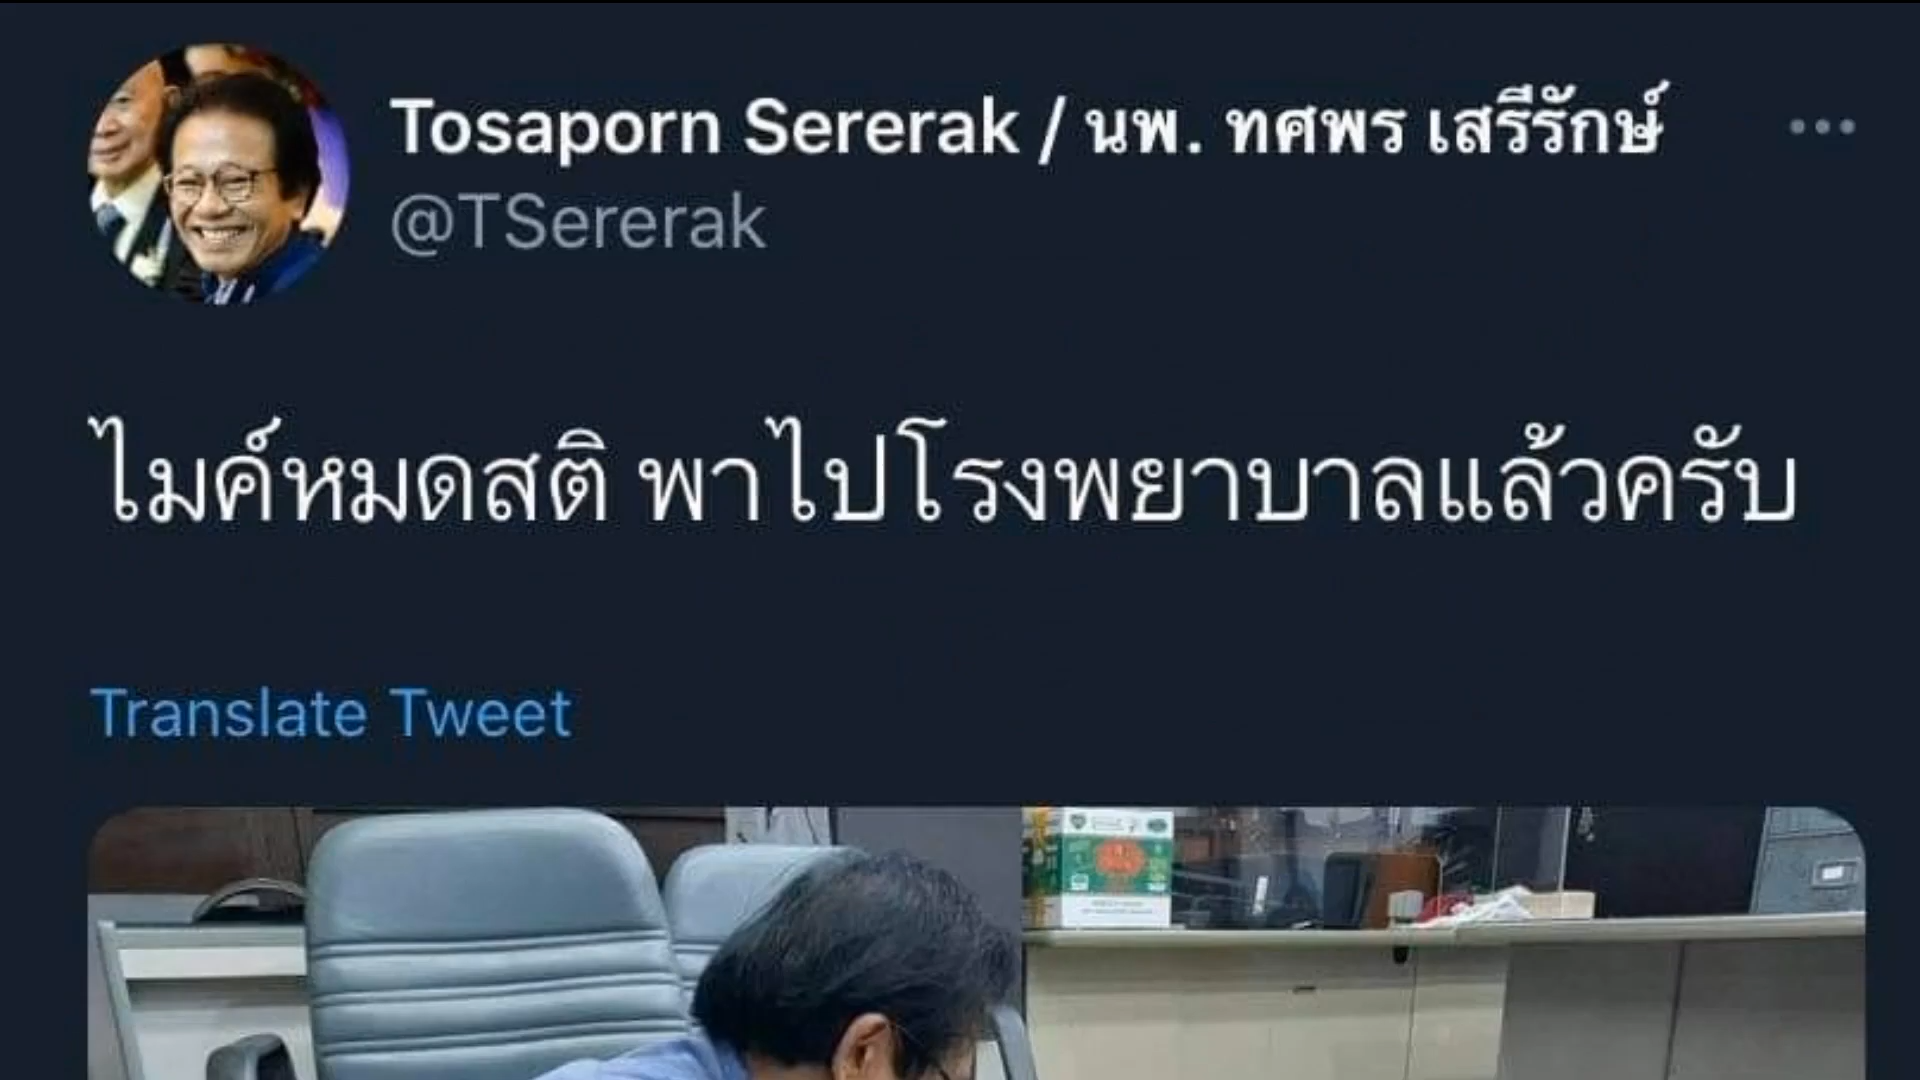 Tosaporn Sererak / นพ. ทศพร เสรีรักษ์
@TSererak
ไมค์หมดสติ พาไปโรงพยาบาลแล้วครับ
Translate Tweet